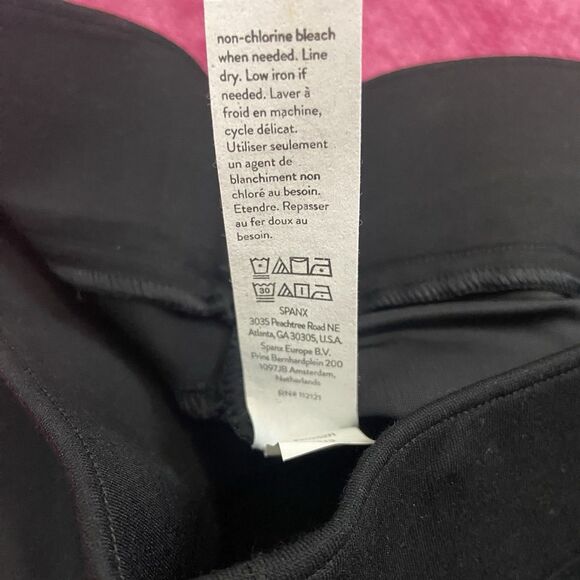 non-chlorine bleach
when needed. Line
dry. Low iron if
needed. Laver à
froid en machine,
cycle délicat.
Utiliser seulement
un agent de
blanchiment non
chloré au besoin.
Etendre. Repasser
au fer doux au
besoin.
30
SPANX
3035 Peachtree Road NE
Atlanta, GA 30305, U.S.A.
Spanx Europe B.V.
Prins Bernhardplein 200
1097JB Amsterdam,
Netherlands
RN# 112121